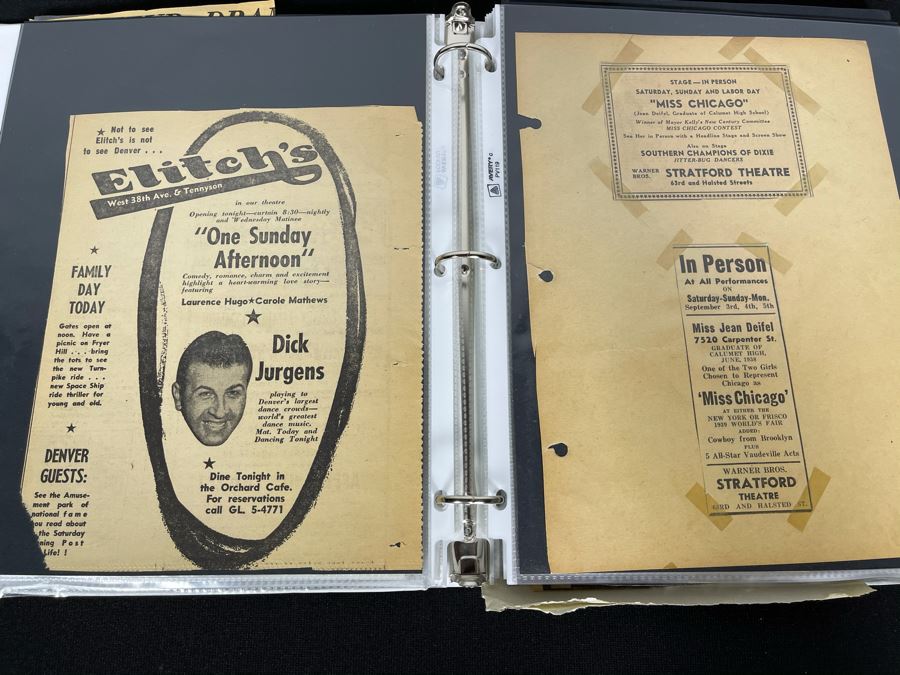 ★ Not to see
Elitch's is not
to see Denver . . .
Elitch's
West 38th Ave. & Tennyson
in our theatre
Opening tonight—curtain 8:30—nightly
and Wednesday Matinee
"One Sunday
Afternoon"
Comedy, romance, charm and excitement
highlight a heart-warming love story—
featuring
Laurence Hugo★Carole Mathews
★
FAMILY
DAY
TODAY
Gates open at
noon. Have a
picnic on Fryer
Hill . . . bring
the tots to see
the new Turn-
pike ride . . .
new Space Ship
ride thriller for
young and old.
★
Dick
Jurgens
playing to
Denver's largest
dance crowds—
world's greatest
dance music.
Mat. Today and
Dancing Tonight
★
DENVER
GUESTS:
See the Amuse-
ment park of
national fame
you read about
the Saturday
ning Post
Life! !
★
Dine Tonight in
the Orchard Cafe.
For reservations
call GL. 5-4771
AVERY
PV119
STAGE — IN PERSON
SATURDAY, SUNDAY AND LABOR DAY
"MISS CHICAGO"
(Jean Deifel, Graduate of Calumet High School)
Winner of Mayor Kelly's New Century Committee
MISS CHICAGO CONTEST
See Her in Person with a Headline Stage and Screen Show
Also on Stage
SOUTHERN CHAMPIONS OF DIXIE
JITTER-BUG DANCERS
WARNER
BROS. STRATFORD THEATRE
63rd and Halsted Streets
In Person
At All Performances
ON
Saturday-Sunday-Mon.
September 3rd, 4th, 5th
Miss Jean Deifel
7520 Carpenter St.
GRADUATE OF
CALUMET HIGH,
JUNE, 1938
One of the Two Girls
Chosen to Represent
Chicago as
'Miss Chicago'
AT EITHER THE
NEW YORK OR FRISCO
1939 WORLD'S FAIR
ADDED:
Cowboy from Brooklyn
PLUS
5 All-Star Vaudeville Acts
WARNER BROS.
STRATFORD
THEATRE
63RD AND HALSTED ST.